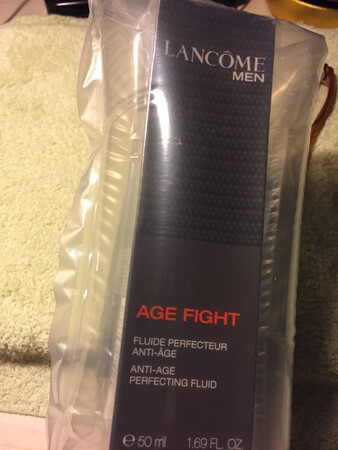 LANCÔME
MEN
AGE FIGHT
FLUIDE PERFECTEUR
ANTI-ÂGE
ANTI-AGE
PERFECTING FLUID
℮ 50 ml 1.69 FL. OZ